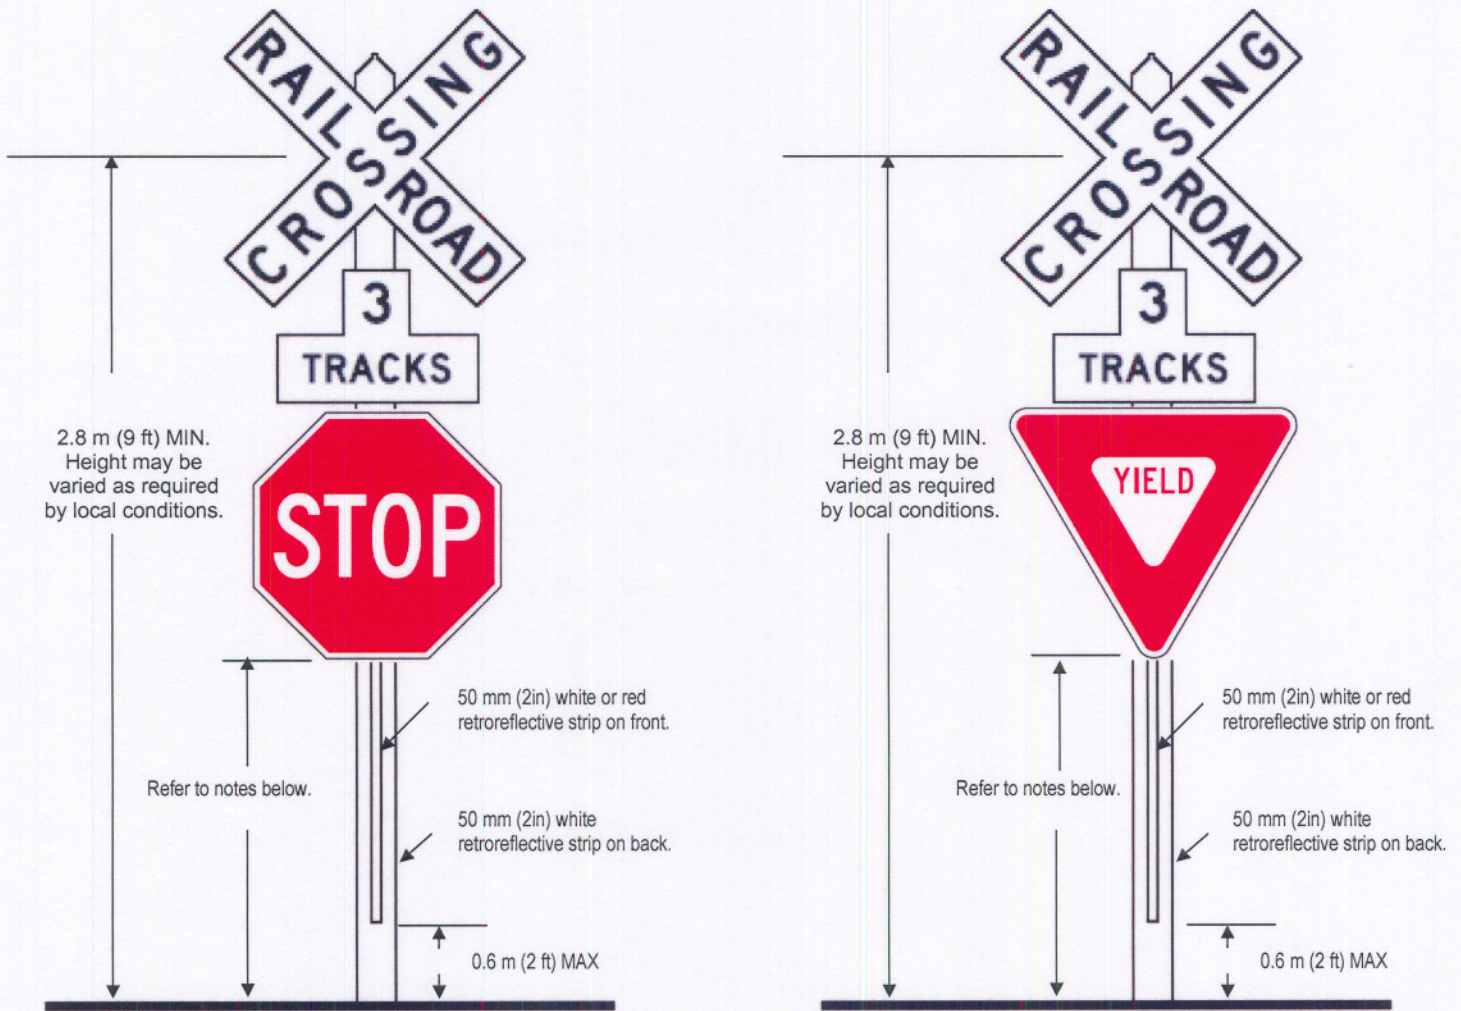 RAILROAD
CROSSING
3
TRACKS
2.8 m (9 ft) MIN.
Height may be
varied as required
by local conditions.
STOP
50 mm (2in) white or red
retroreflective strip on front.
Refer to notes below.
50 mm (2in) white
retroreflective strip on back.
0.6 m (2 ft) MAX
RAILROAD
CROSSING
3
TRACKS
2.8 m (9 ft) MIN.
Height may be
varied as required
by local conditions.
YIELD
50 mm (2in) white or red
retroreflective strip on front.
Refer to notes below.
50 mm (2in) white
retroreflective strip on back.
0.6 m (2 ft) MAX